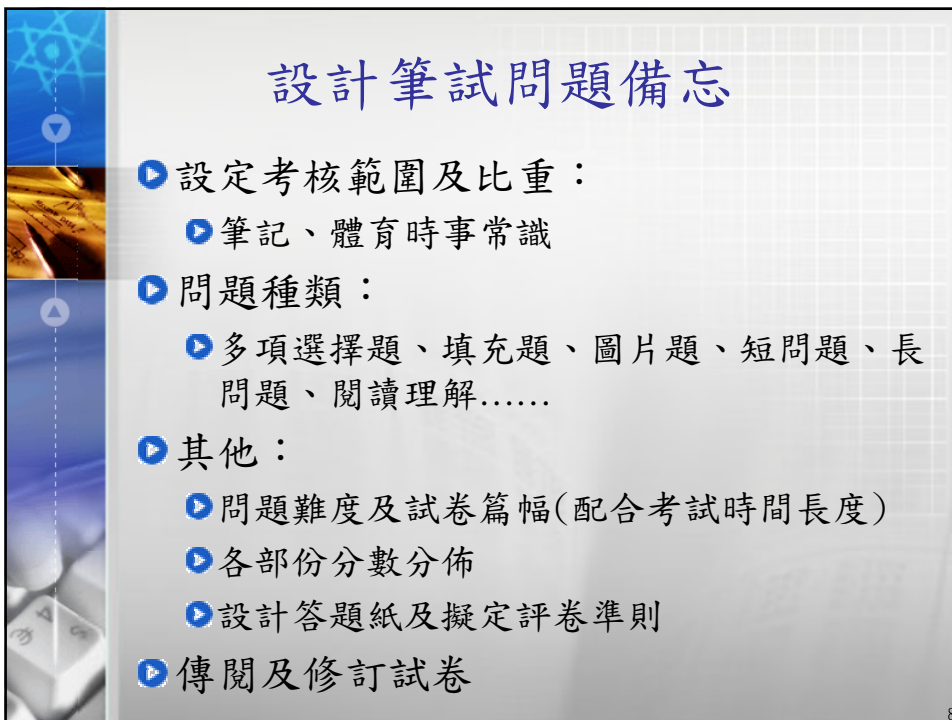 設計筆試問題備忘
設定考核範圍及比重：
筆記、體育時事常識
問題種類：
多項選擇題、填充題、圖片題、短問題、長
問題、閱讀理解……
其他：
問題難度及試卷篇幅(配合考試時間長度)
各部份分數分佈
設計答題紙及擬定評卷準則
傳閱及修訂試卷